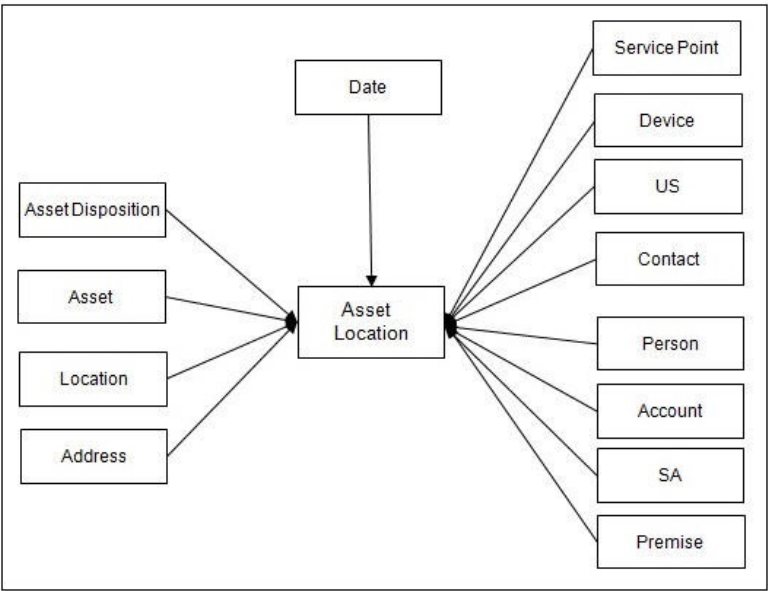 Service Point
Date
Device
US
Asset Disposition
Contact
Asset
Asset
Location
Person
Location
Account
Address
SA
Premise